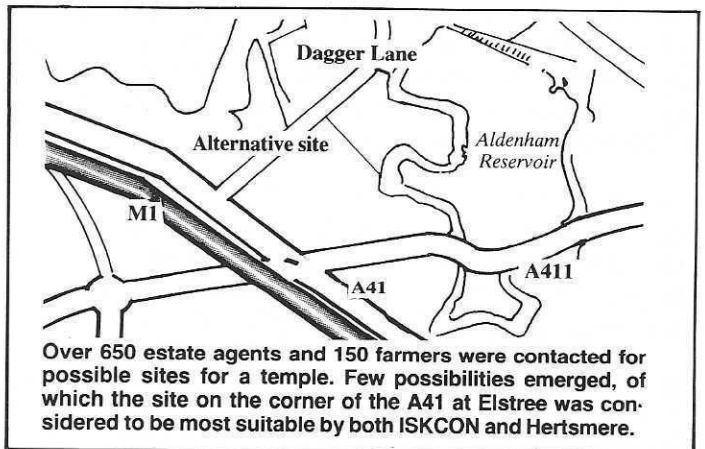 Dagger Lane
Alternative site
Aldenham
Reservoir
M1
A411
A41
Over 650 estate agents and 150 farmers were contacted for
possible sites for a temple. Few possibilities emerged, of
which the site on the corner of the A41 at Elstree was con-
sidered to be most suitable by both ISKCON and Hertsmere.